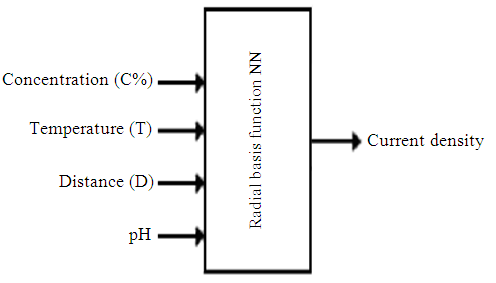 Concentration (C%)
Temperature (T)
Distance (D)
pH
Radial basis function NN
Current density